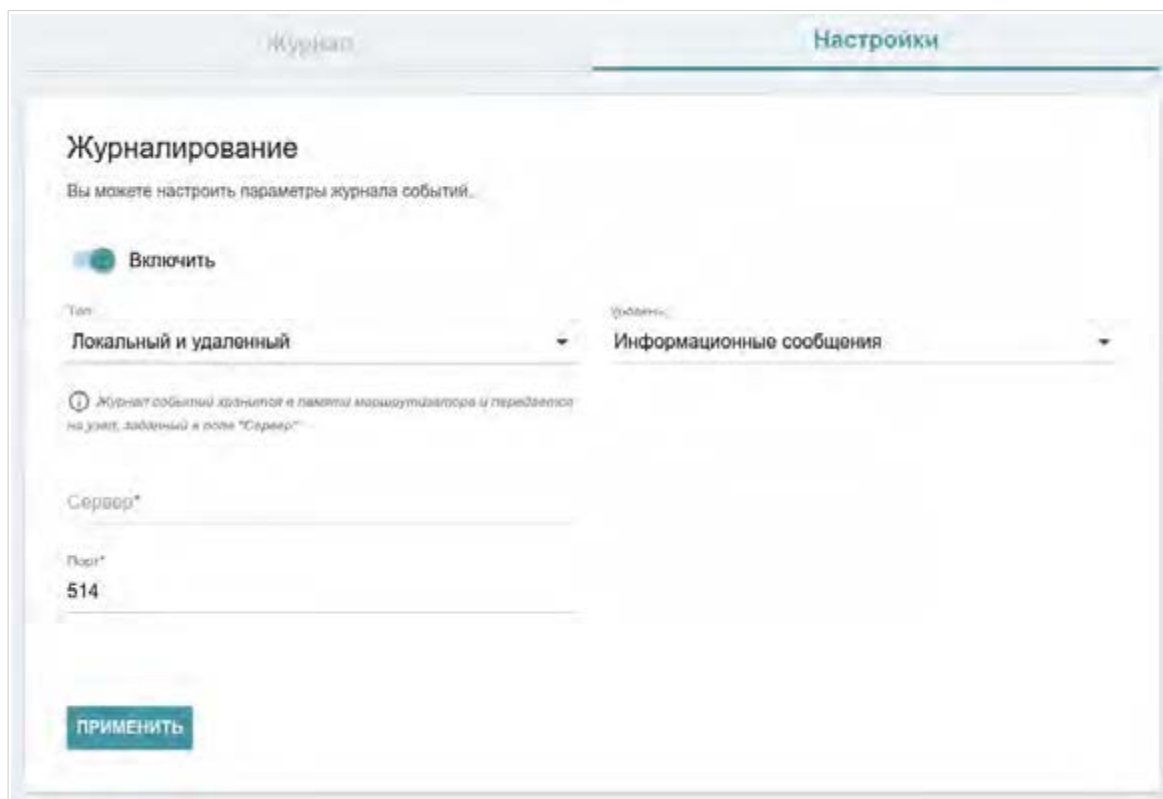 Журнал
Настройки
Журналирование
Вы можете настроить параметры журнала событий.
Включить
Тип
Уровень
Локальный и удаленный
Информационные сообщения
Журнал событий хранится в памяти маршрутизатора и передается
на узел, заданный в поле "Сервер"
Сервер*
Порт*
514
ПРИМЕНИТЬ